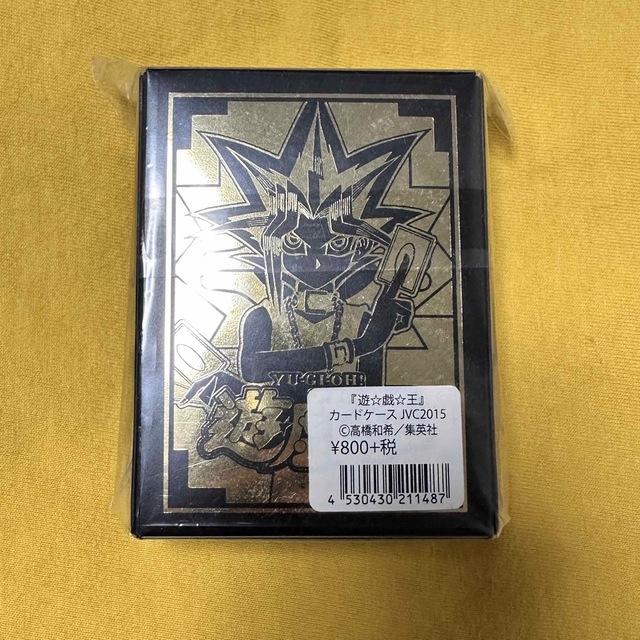 YU-GI-OH!
遊
『遊☆戯☆王』
カードケース JVC2015
©高橋和希／集英社
¥800+税
4 530430 211487